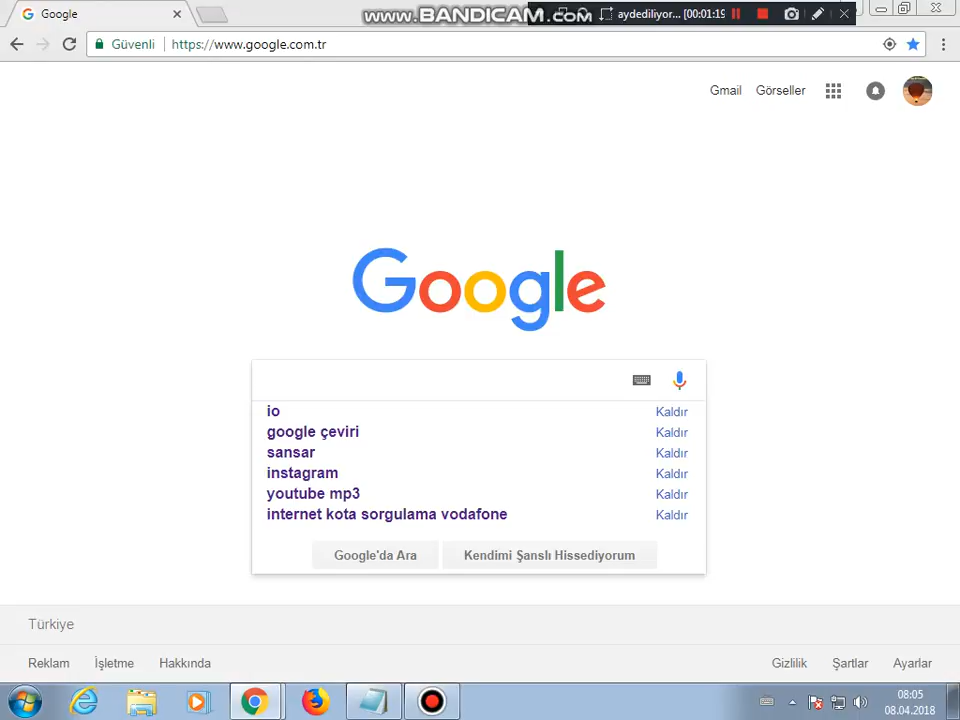 Google
www.BANDICAM.com
aydediliyor... [00:01:19
Güvenli
https://www.google.com.tr
Gmail
Görseller
Google
io
Kaldır
google çeviri
Kaldır
sansar
Kaldır
instagram
Kaldır
youtube mp3
Kaldır
internet kota sorgulama vodafone
Kaldır
Google'da Ara
Kendimi Şanslı Hissediyorum
Türkiye
Reklam
İşletme
Hakkında
Gizlilik
Şartlar
Ayarlar
08:05
08.04.2018